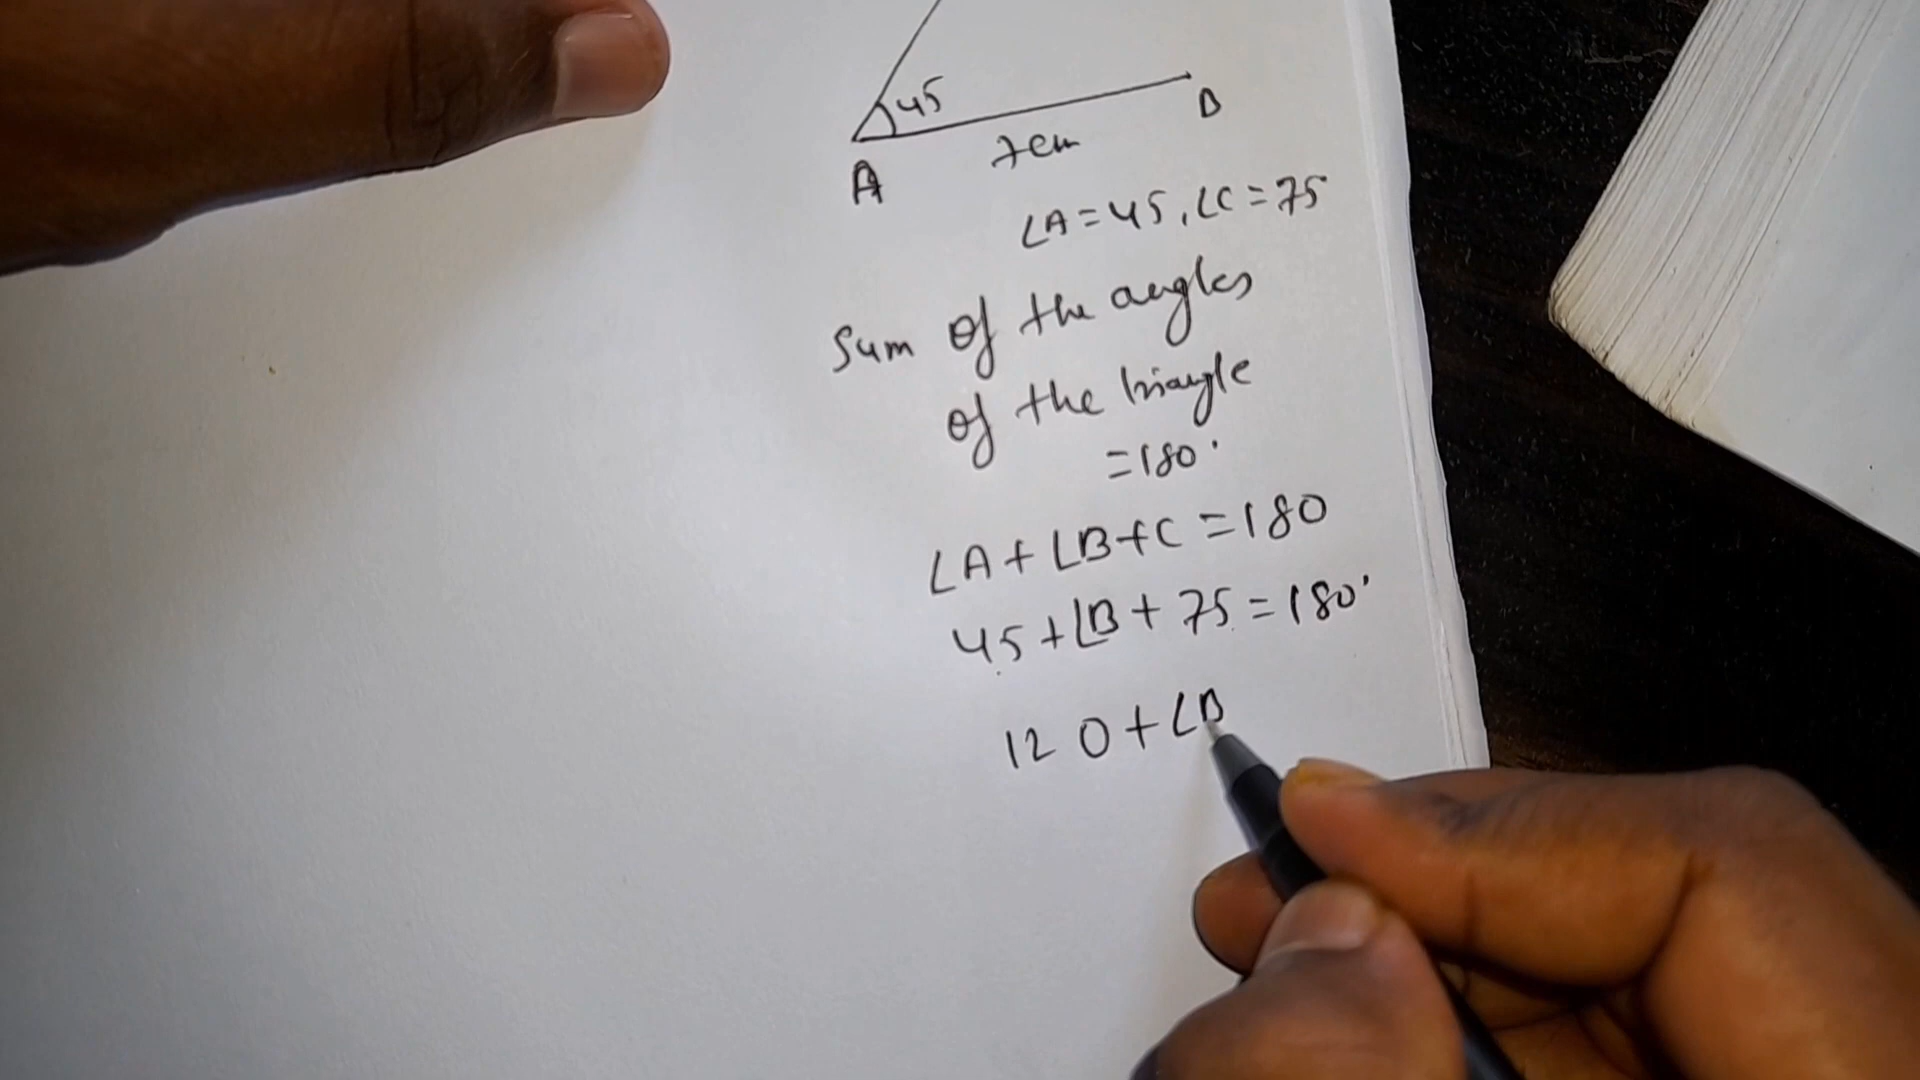 45
B
7cm
A
∠A=45, ∠C=75
Sum of the angles
of the triangle
=180°
∠A+∠B+C=180
45+∠B+75=180°
120+∠B